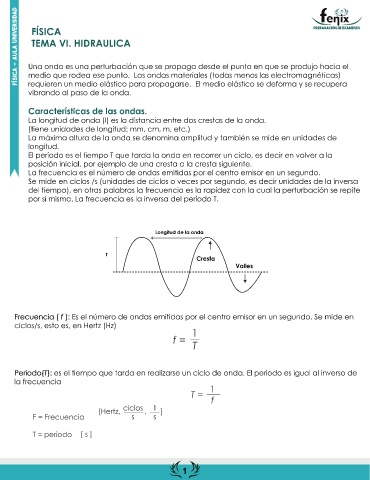 FÍSICA – AULA UNIVERSIDAD
fenix
PREPARACIÓN DE EXÁMENES
FÍSICA
TEMA VI. HIDRAULICA
Una onda es una perturbación que se propaga desde el punto en que se produjo hacia el
medio que rodea ese punto. Las ondas materiales (todas menos las electromagnéticas)
requieren un medio elástico para propagarse. El medio elástico se deforma y se recupera
vibrando al paso de la onda.
Características de las ondas.
La longitud de onda (l) es la distancia entre dos crestas de la onda.
(tiene unidades de longitud: mm, cm, m, etc.)
La máxima altura de la onda se denomina amplitud y también se mide en unidades de
longitud.
El período es el tiempo T que tarda la onda en recorrer un ciclo, es decir en volver a la
posición inicial, por ejemplo de una cresta a la cresta siguiente.
La frecuencia es el número de ondas emitidas por el centro emisor en un segundo.
Se mide en ciclos /s (unidades de ciclos o veces por segundo, es decir unidades de la inversa
del tiempo), en otras palabras la frecuencia es la rapidez con la cual la perturbación se repite
por si misma. La frecuencia es la inversa del período T.
Longitud de la onda
r
Cresta
Valles
Frecuencia ( f ): Es el número de ondas emitidas por el centro emisor en un segundo. Se mide en
ciclos/s, esto es, en Hertz (Hz)
f = 1/T
Periodo(T): es el tiempo que tarda en realizarse un ciclo de onda. El período es igual al inverso de
la frecuencia
T = 1/f
F = Frecuencia [Hertz, ciclos/s, 1/s]
T = periodo [ s ]
1